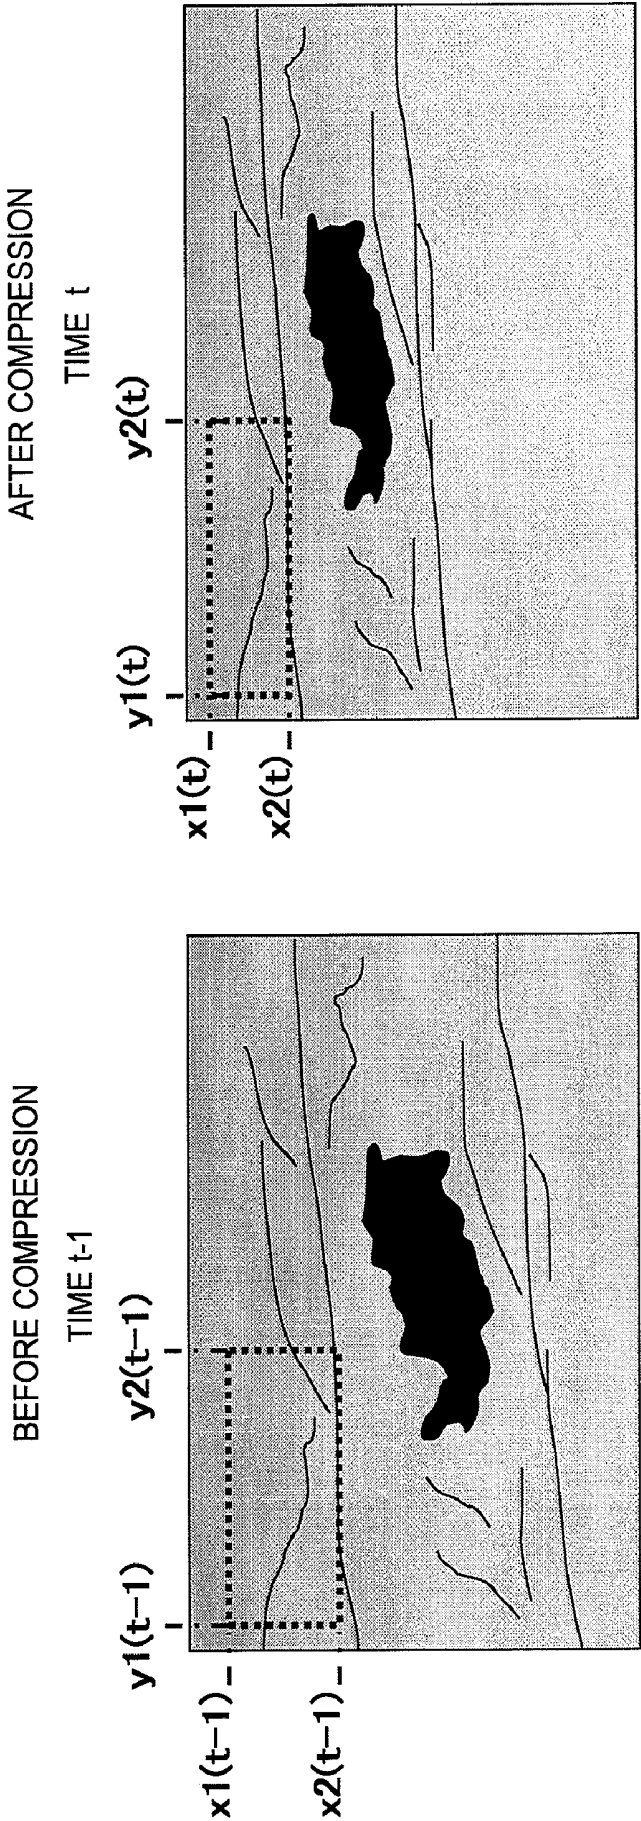 BEFORE COMPRESSION
TIME t-1
y1(t-1)
y2(t-1)
x1(t-1)
x2(t-1)
AFTER COMPRESSION
TIME t
y1(t)
y2(t)
x1(t)
x2(t)